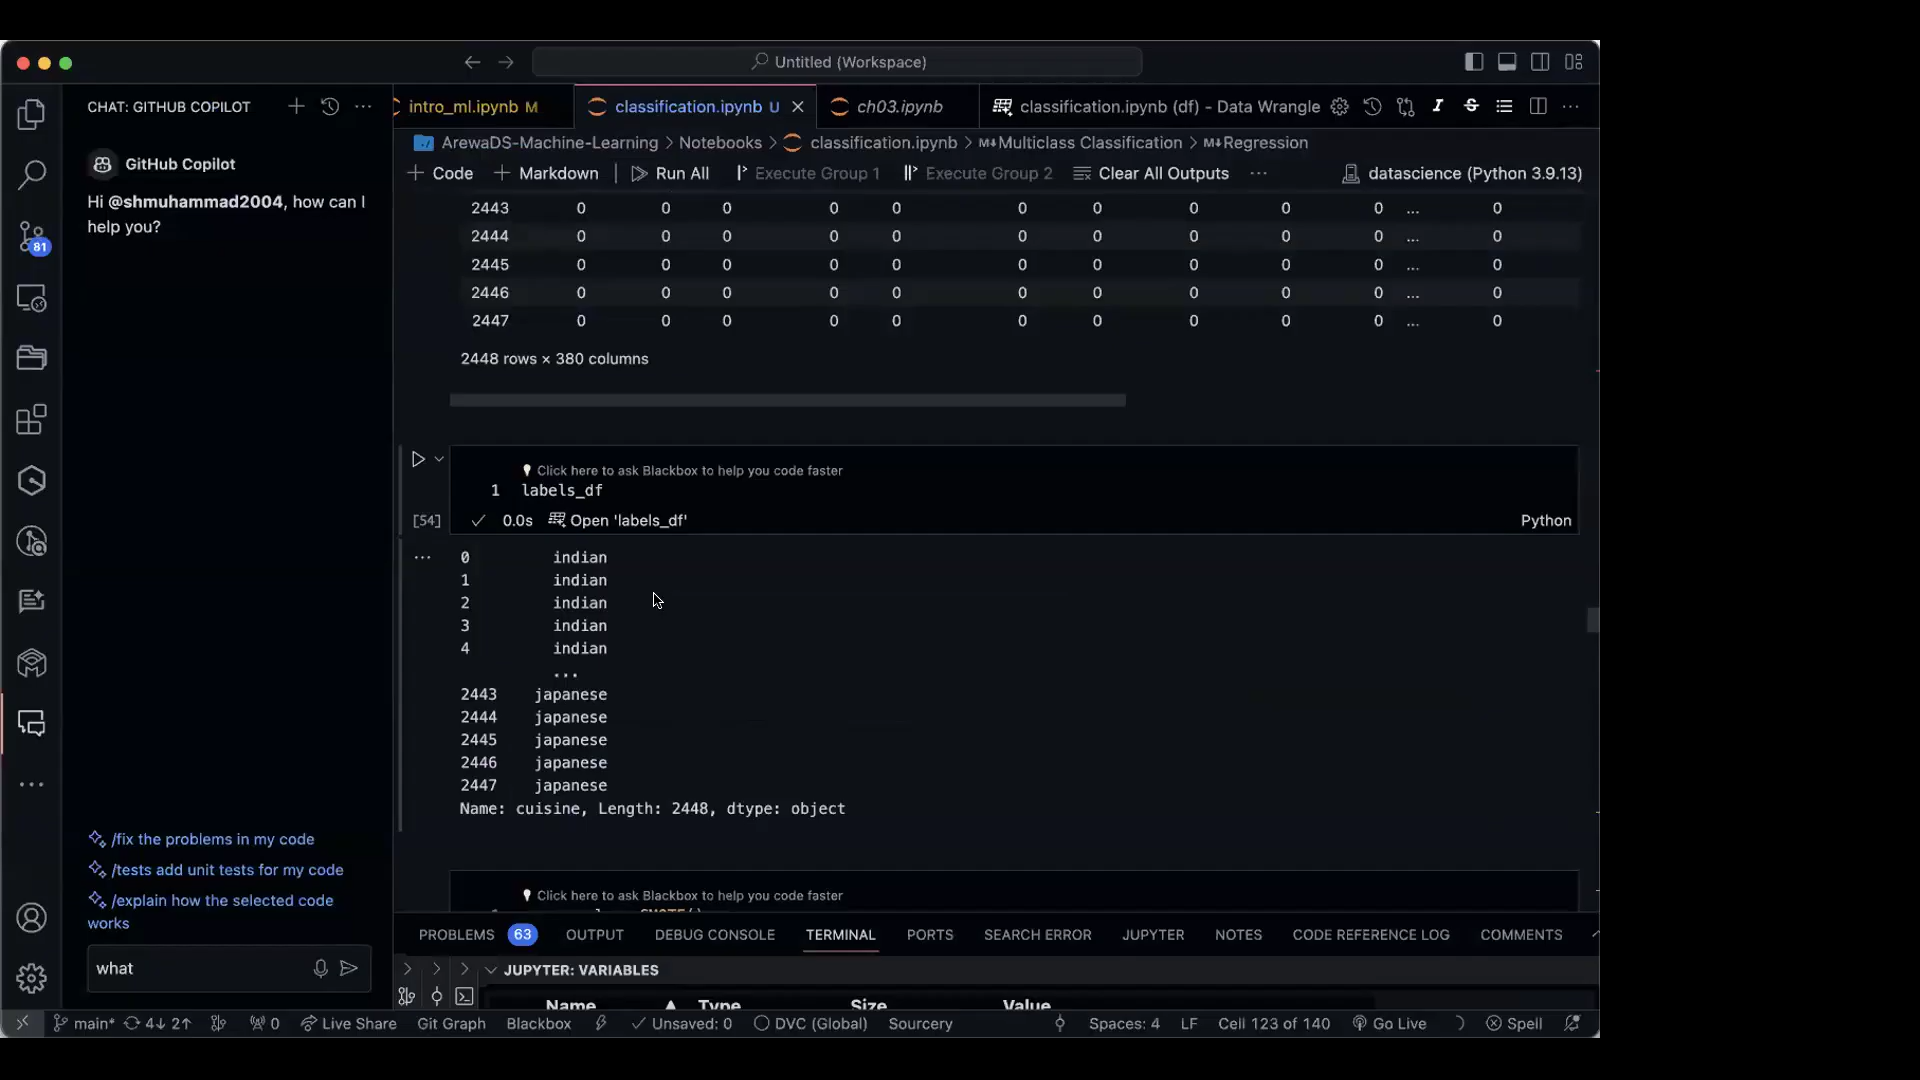 Untitled (Workspace)
CHAT: GITHUB COPILOT
GitHub Copilot
Hi @shmuhammad2004, how can I
help you?
/fix the problems in my code
/tests add unit tests for my code
/explain how the selected code
works
what
81
intro_ml.ipynb M
classification.ipynb U
ch03.ipynb
classification.ipynb (df) - Data Wrangle
ArewaDS-Machine-Learning > Notebooks > classification.ipynb > M↓Multiclass Classification > M↓Regression
+ Code + Markdown Run All Execute Group 1 Execute Group 2 Clear All Outputs ... datascience (Python 3.9.13)
2443 0 0 0 0 0 0 0 0 0 0 ... 0
2444 0 0 0 0 0 0 0 0 0 0 ... 0
2445 0 0 0 0 0 0 0 0 0 0 ... 0
2446 0 0 0 0 0 0 0 0 0 0 ... 0
2447 0 0 0 0 0 0 0 0 0 0 ... 0
2448 rows × 380 columns
Click here to ask Blackbox to help you code faster
1 labels_df
[54] ✓ 0.0s Open 'labels_df' Python
0 indian
1 indian
2 indian
3 indian
4 indian
...
2443 japanese
2444 japanese
2445 japanese
2446 japanese
2447 japanese
Name: cuisine, Length: 2448, dtype: object
Click here to ask Blackbox to help you code faster
PROBLEMS 63 OUTPUT DEBUG CONSOLE TERMINAL PORTS SEARCH ERROR JUPYTER NOTES CODE REFERENCE LOG COMMENTS
JUPYTER: VARIABLES
Name ▲ Type Size Value
main* 4↓ 2↑ 0 Live Share Git Graph Blackbox Unsaved: 0 DVC (Global) Sourcery Spaces: 4 LF Cell 123 of 140 Go Live Spell